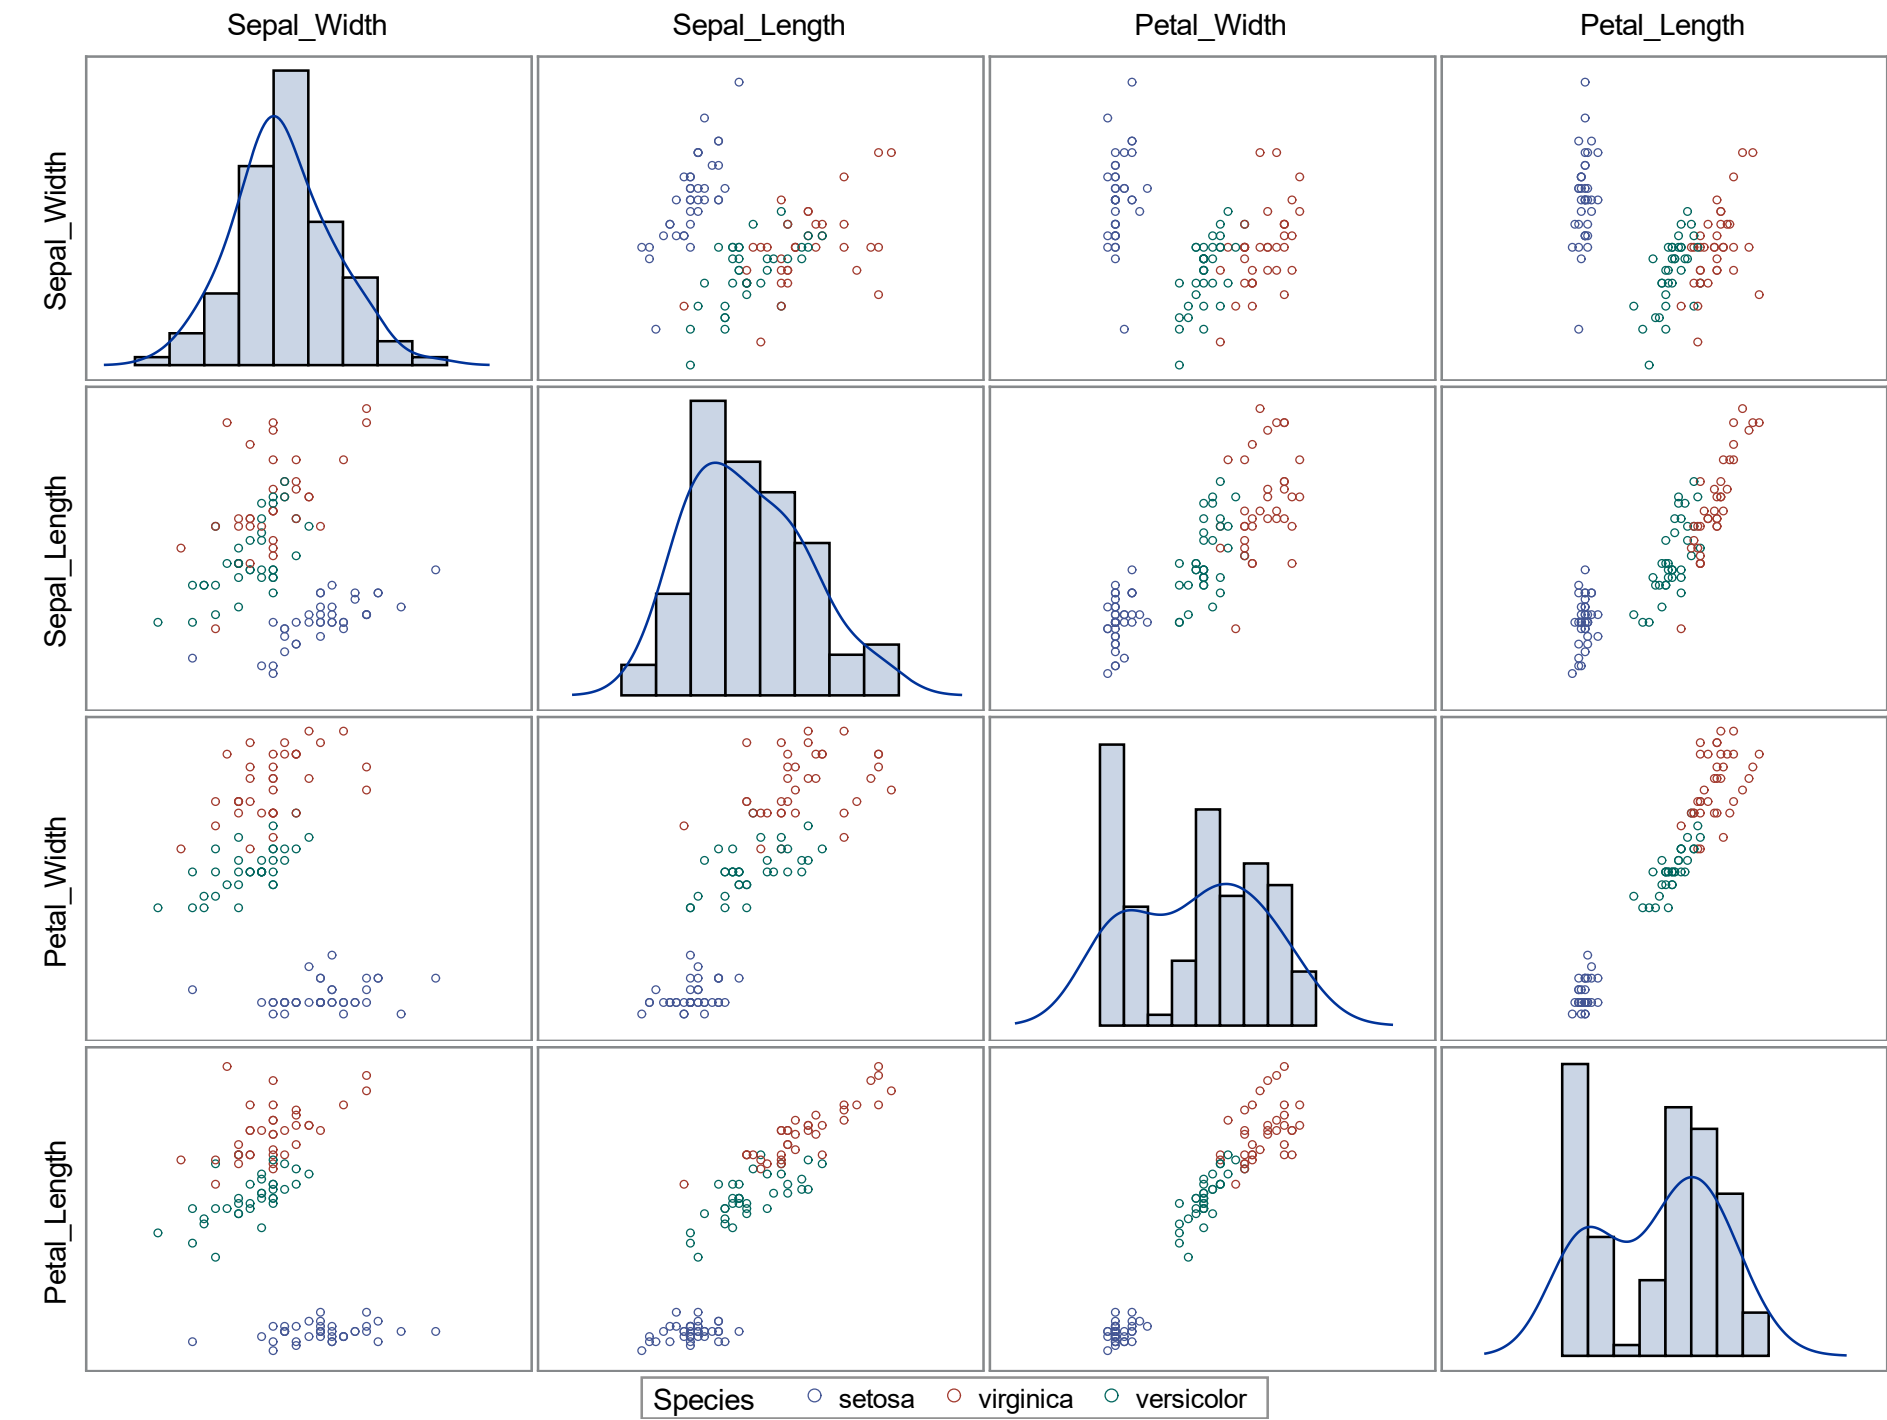 Sepal_Width Sepal_Length Petal_Width Petal_Length
Sepal_Width
Sepal_Length
Petal_Width
Petal_Length
Species setosa virginica versicolor